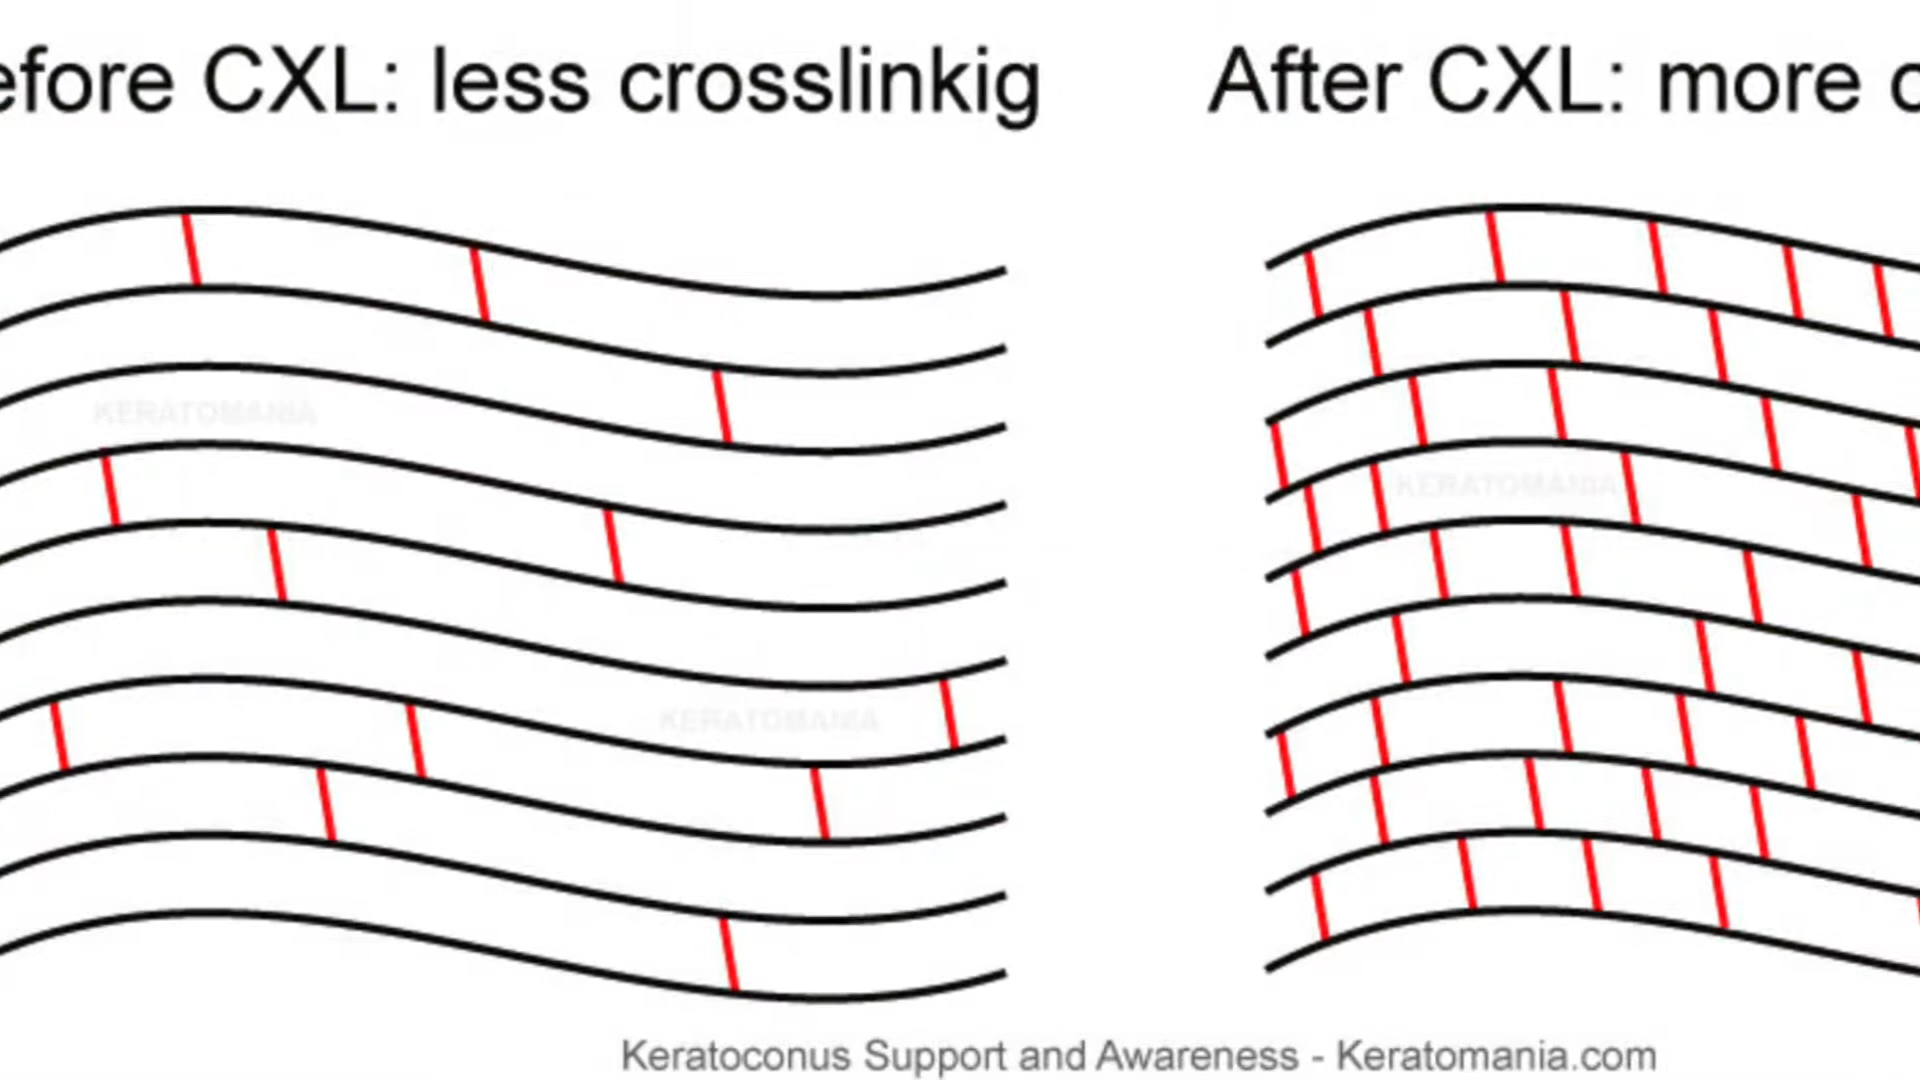 efore CXL: less crosslinkig
After CXL: more c
KERATOMANIA
KERATOMANIA
KERATOMANIA
Keratoconus Support and Awareness - Keratomania.com